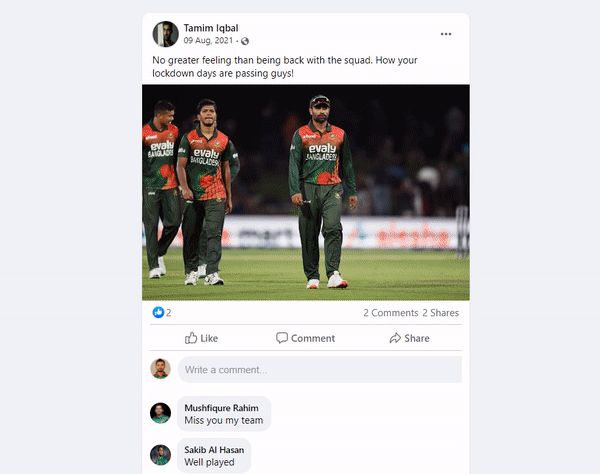 Tamim Iqbal
09 Aug, 2021 ·
No greater feeling than being back with the squad. How your
lockdown days are passing guys!
evaly
BANGLADESH
evaly
BANGLADESH
evaly
BANGLADESH
2
2 Comments 2 Shares
Like
Comment
Share
Write a comment...
Mushfiqure Rahim
Miss you my team
Sakib Al Hasan
Well played